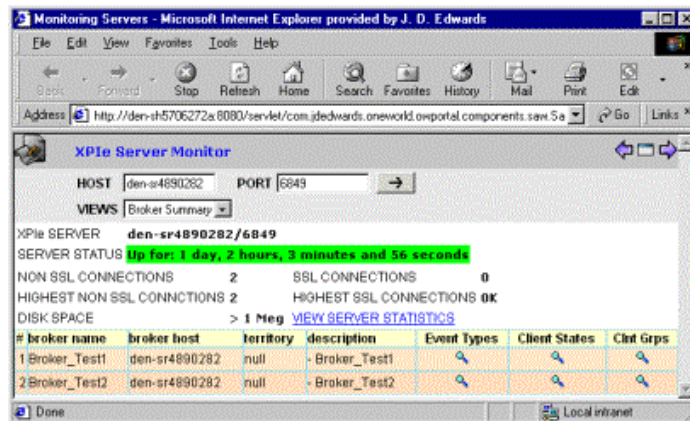 Monitoring Servers - Microsoft Internet Explorer provided by J. D. Edwards
File Edit View Favorites Tools Help
Back Forward Stop Refresh Home Search Favorites History Mail Print Edit
Address http://den-sh5706272a:8080/servlet/com.jdedwards.oneworld.owportal.components.saw.Sa Go Links
XPIe Server Monitor
HOST den-sr4890282 PORT 6849
VIEWS Broker Summary
XPIe SERVER den-sr4890282/6849
SERVER STATUS Up for: 1 day, 2 hours, 3 minutes and 56 seconds
NON SSL CONNECTIONS 2 SSL CONNECTIONS 0
HIGHEST NON SSL CONNCTIONS 2 HIGHEST SSL CONNECTIONS 0K
DISK SPACE > 1 Meg VIEW SERVER STATISTICS
# broker name broker host territory description Event Types Client States Clnt Grps
1 Broker_Test1 den-sr4890282 null - Broker_Test1
2 Broker_Test2 den-sr4890282 null - Broker_Test2
Done Local intranet